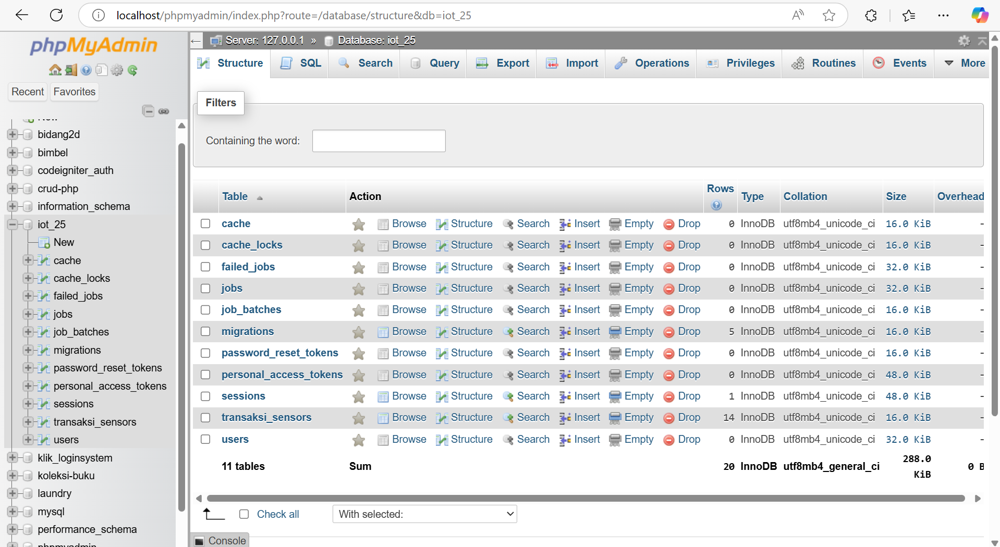 localhost/phpmyadmin/index.php?route=/database/structure&db=iot_25
phpMyAdmin
Recent
Favorites
New
bidang2d
bimbel
codeigniter_auth
crud-php
information_schema
iot_25
New
cache
cache_locks
failed_jobs
jobs
job_batches
migrations
password_reset_tokens
personal_access_tokens
sessions
transaksi_sensors
users
klik_loginsystem
koleksi-buku
laundry
mysql
performance_schema
phpmyadmin
Server: 127.0.0.1 » Database: iot_25
Structure SQL Search Query Export Import Operations Privileges Routines Events More
Filters
Containing the word:
Table Action Rows Type Collation Size Overhead
cache Browse Structure Search Insert Empty Drop 0 InnoDB utf8mb4_unicode_ci 16.0 KiB -
cache_locks Browse Structure Search Insert Empty Drop 0 InnoDB utf8mb4_unicode_ci 16.0 KiB -
failed_jobs Browse Structure Search Insert Empty Drop 0 InnoDB utf8mb4_unicode_ci 32.0 KiB -
jobs Browse Structure Search Insert Empty Drop 0 InnoDB utf8mb4_unicode_ci 32.0 KiB -
job_batches Browse Structure Search Insert Empty Drop 0 InnoDB utf8mb4_unicode_ci 16.0 KiB -
migrations Browse Structure Search Insert Empty Drop 5 InnoDB utf8mb4_unicode_ci 16.0 KiB -
password_reset_tokens Browse Structure Search Insert Empty Drop 0 InnoDB utf8mb4_unicode_ci 16.0 KiB -
personal_access_tokens Browse Structure Search Insert Empty Drop 0 InnoDB utf8mb4_unicode_ci 48.0 KiB -
sessions Browse Structure Search Insert Empty Drop 1 InnoDB utf8mb4_unicode_ci 48.0 KiB -
transaksi_sensors Browse Structure Search Insert Empty Drop 14 InnoDB utf8mb4_unicode_ci 16.0 KiB -
users Browse Structure Search Insert Empty Drop 0 InnoDB utf8mb4_unicode_ci 32.0 KiB -
11 tables Sum 20 InnoDB utf8mb4_general_ci 288.0 KiB 0 B
Check all
With selected:
Console